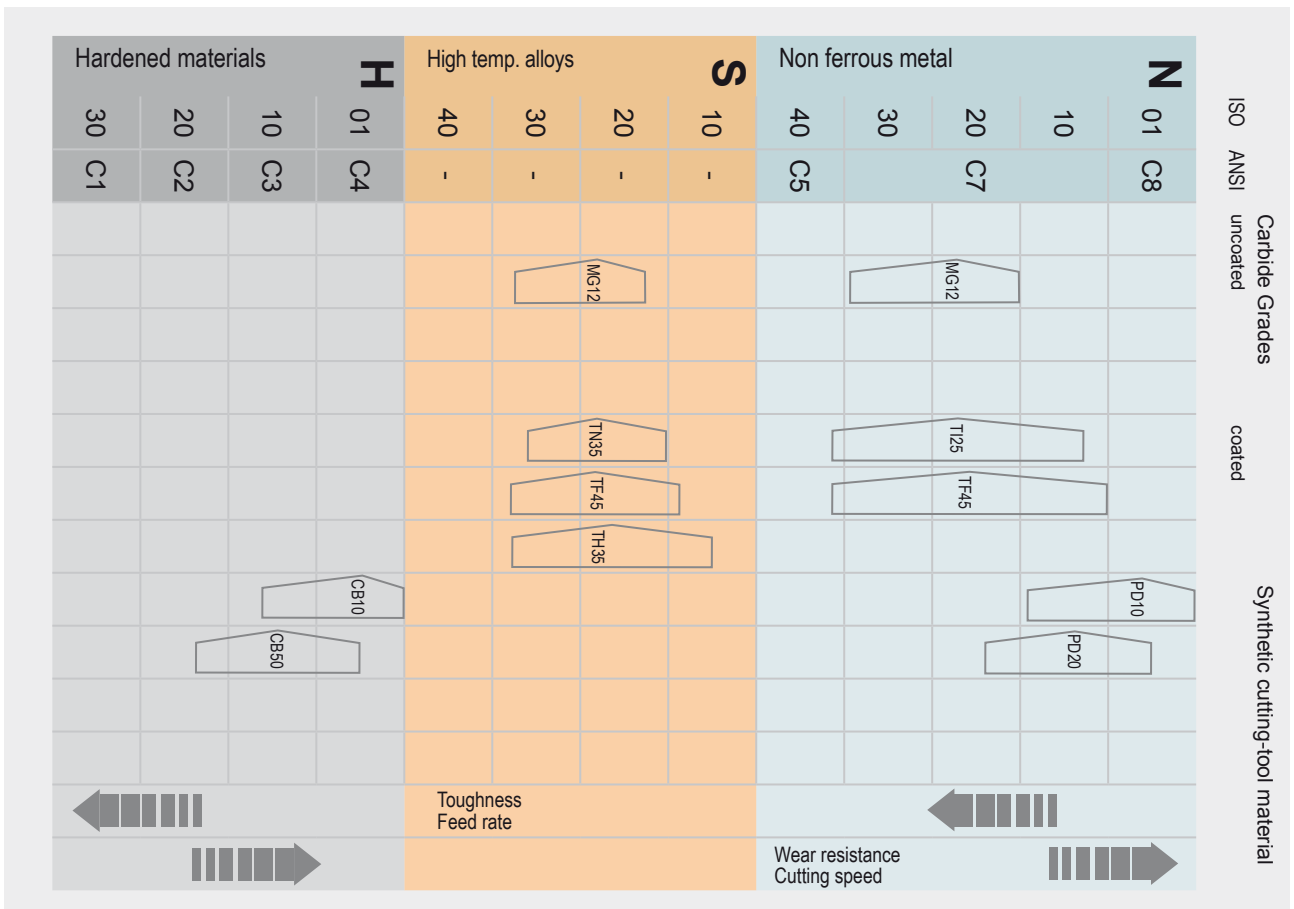 Hardened materials
H
High temp. alloys
S
Non ferrous metal
N
30
20
10
01
40
30
20
10
40
30
20
10
01
ISO
C1
C2
C3
C4
-
-
-
-
C5
C7
C8
ANSI
Carbide Grades
uncoated
MG12
MG12
coated
TN35
TI25
TF45
TF45
TH35
Synthetic cutting-tool material
CB10
PD10
CB50
PD20
Toughness
Feed rate
Wear resistance
Cutting speed